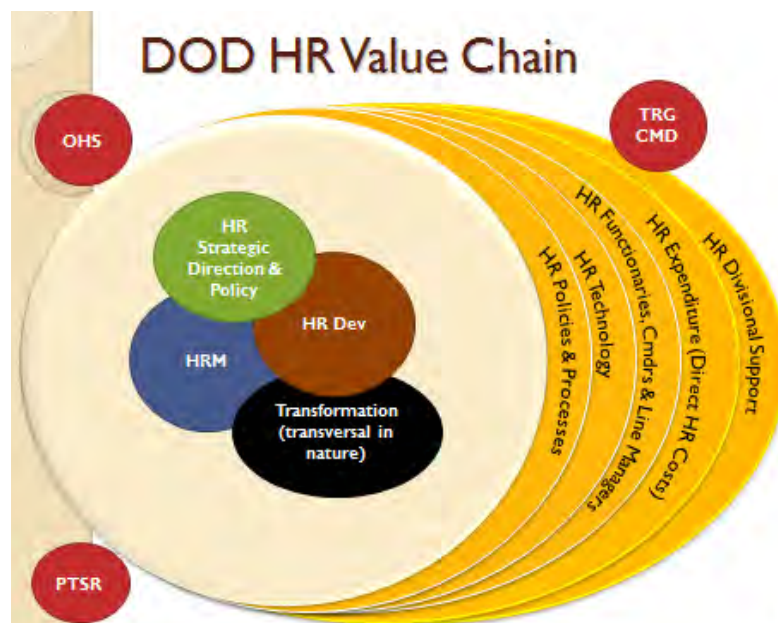 DOD HR Value Chain
OHS
TRG
CMD
HR
Strategic
Direction &
Policy
HR Dev
HRM
Transformation
(transversal in
nature)
HR Policies & Processes
HR Technology
HR Functionaries, Cmdrs & Line Managers
HR Expenditure (Direct HR Costs)
HR Divisional Support
PTSR